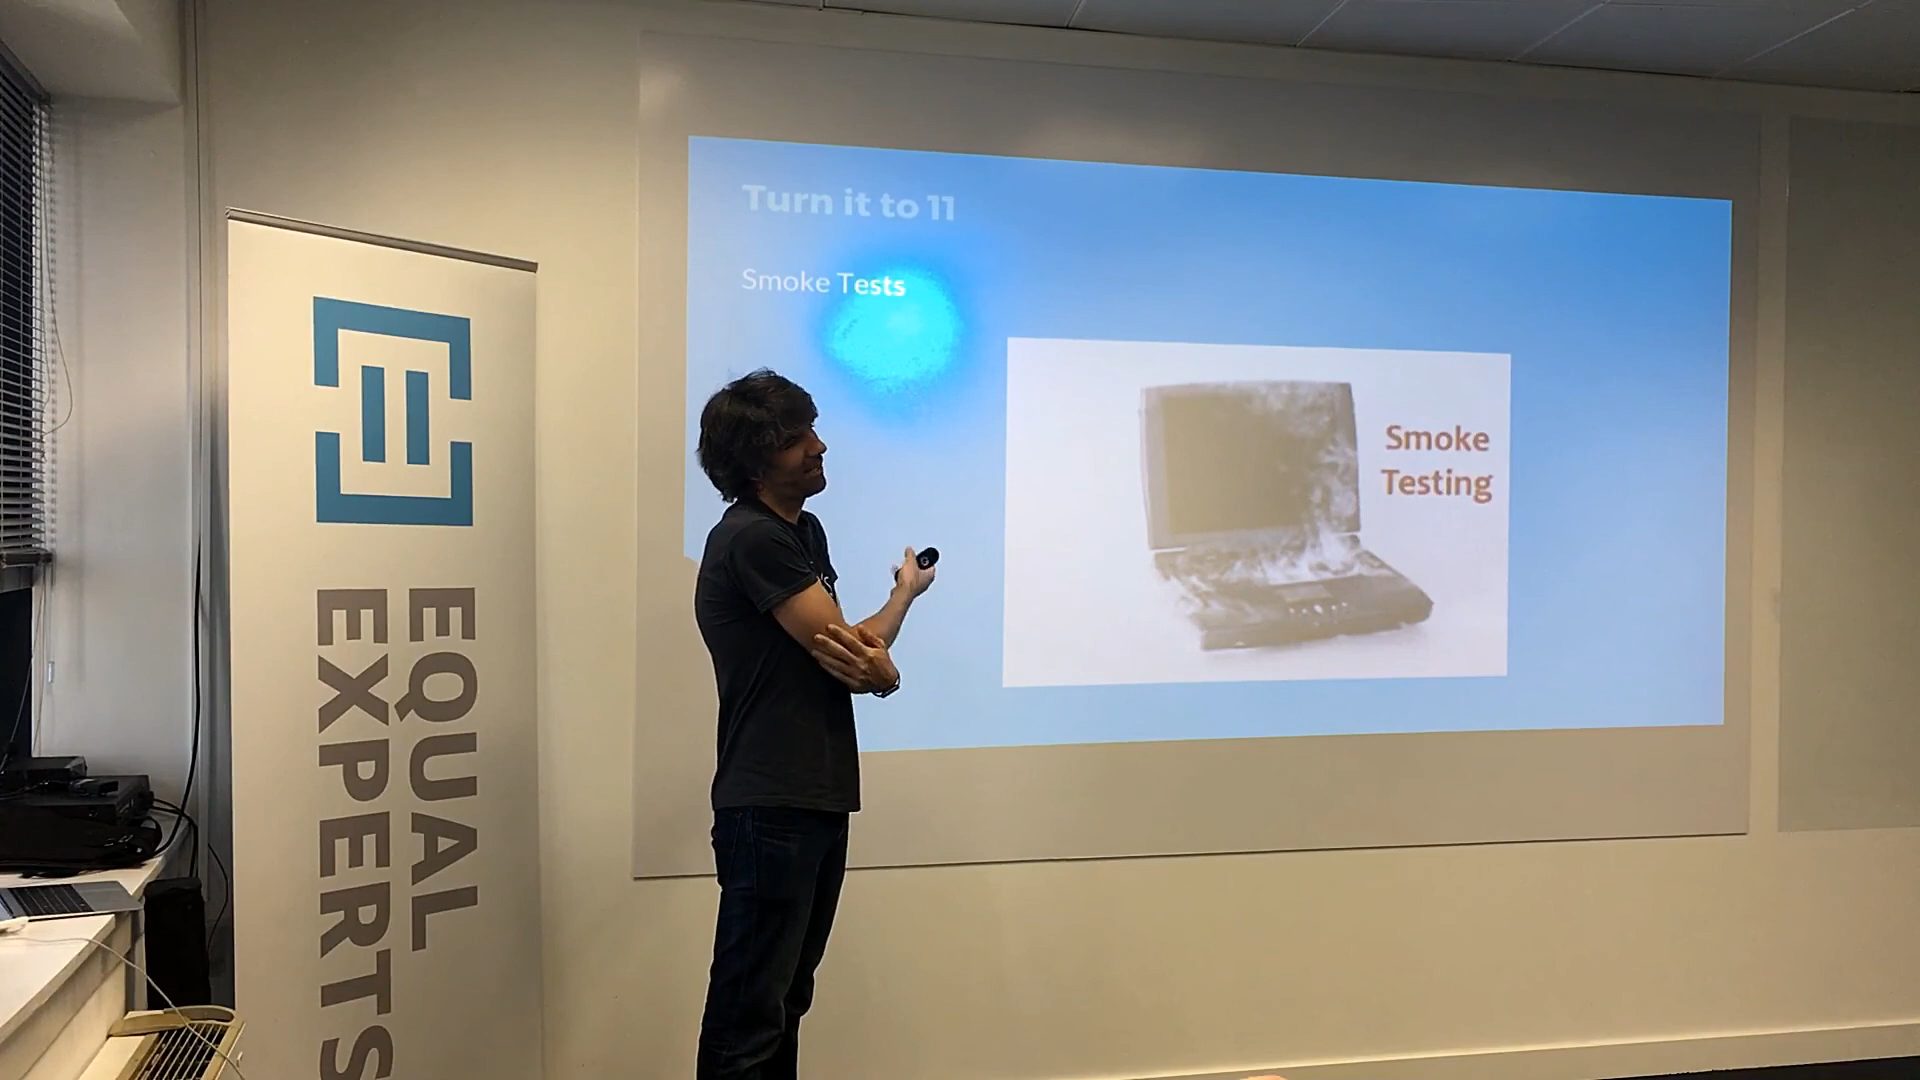 Turn it to 11
Smoke Tests
Smoke
Testing
EQUAL
EXPERTS